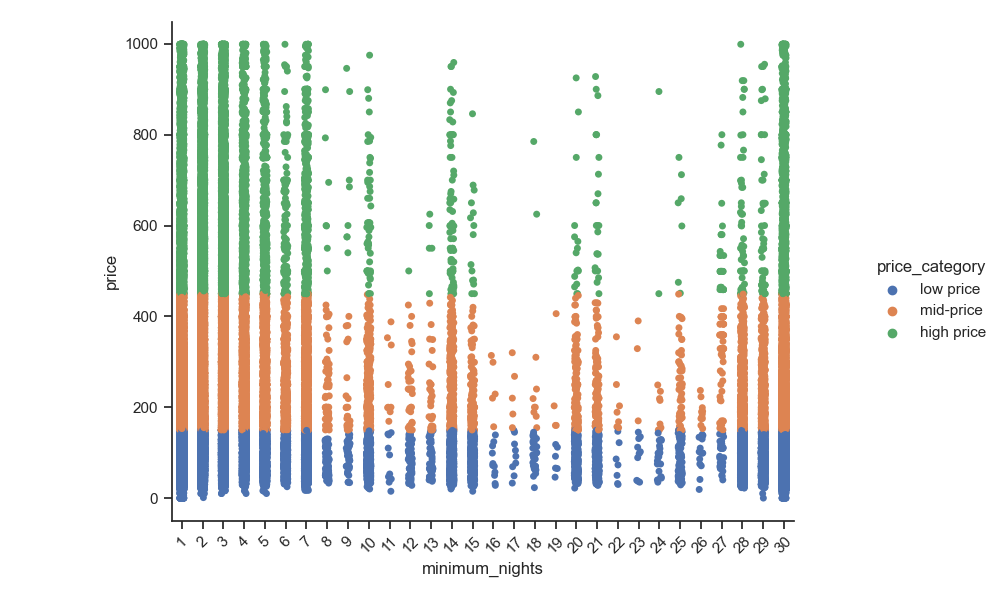 1000
800
600
400
200
0
price
1 2 3 4 5 6 7 8 9 10 11 12 13 14 15 16 17 18 19 20 21 22 23 24 25 26 27 28 29 30
minimum_nights
price_category
low price
mid-price
high price